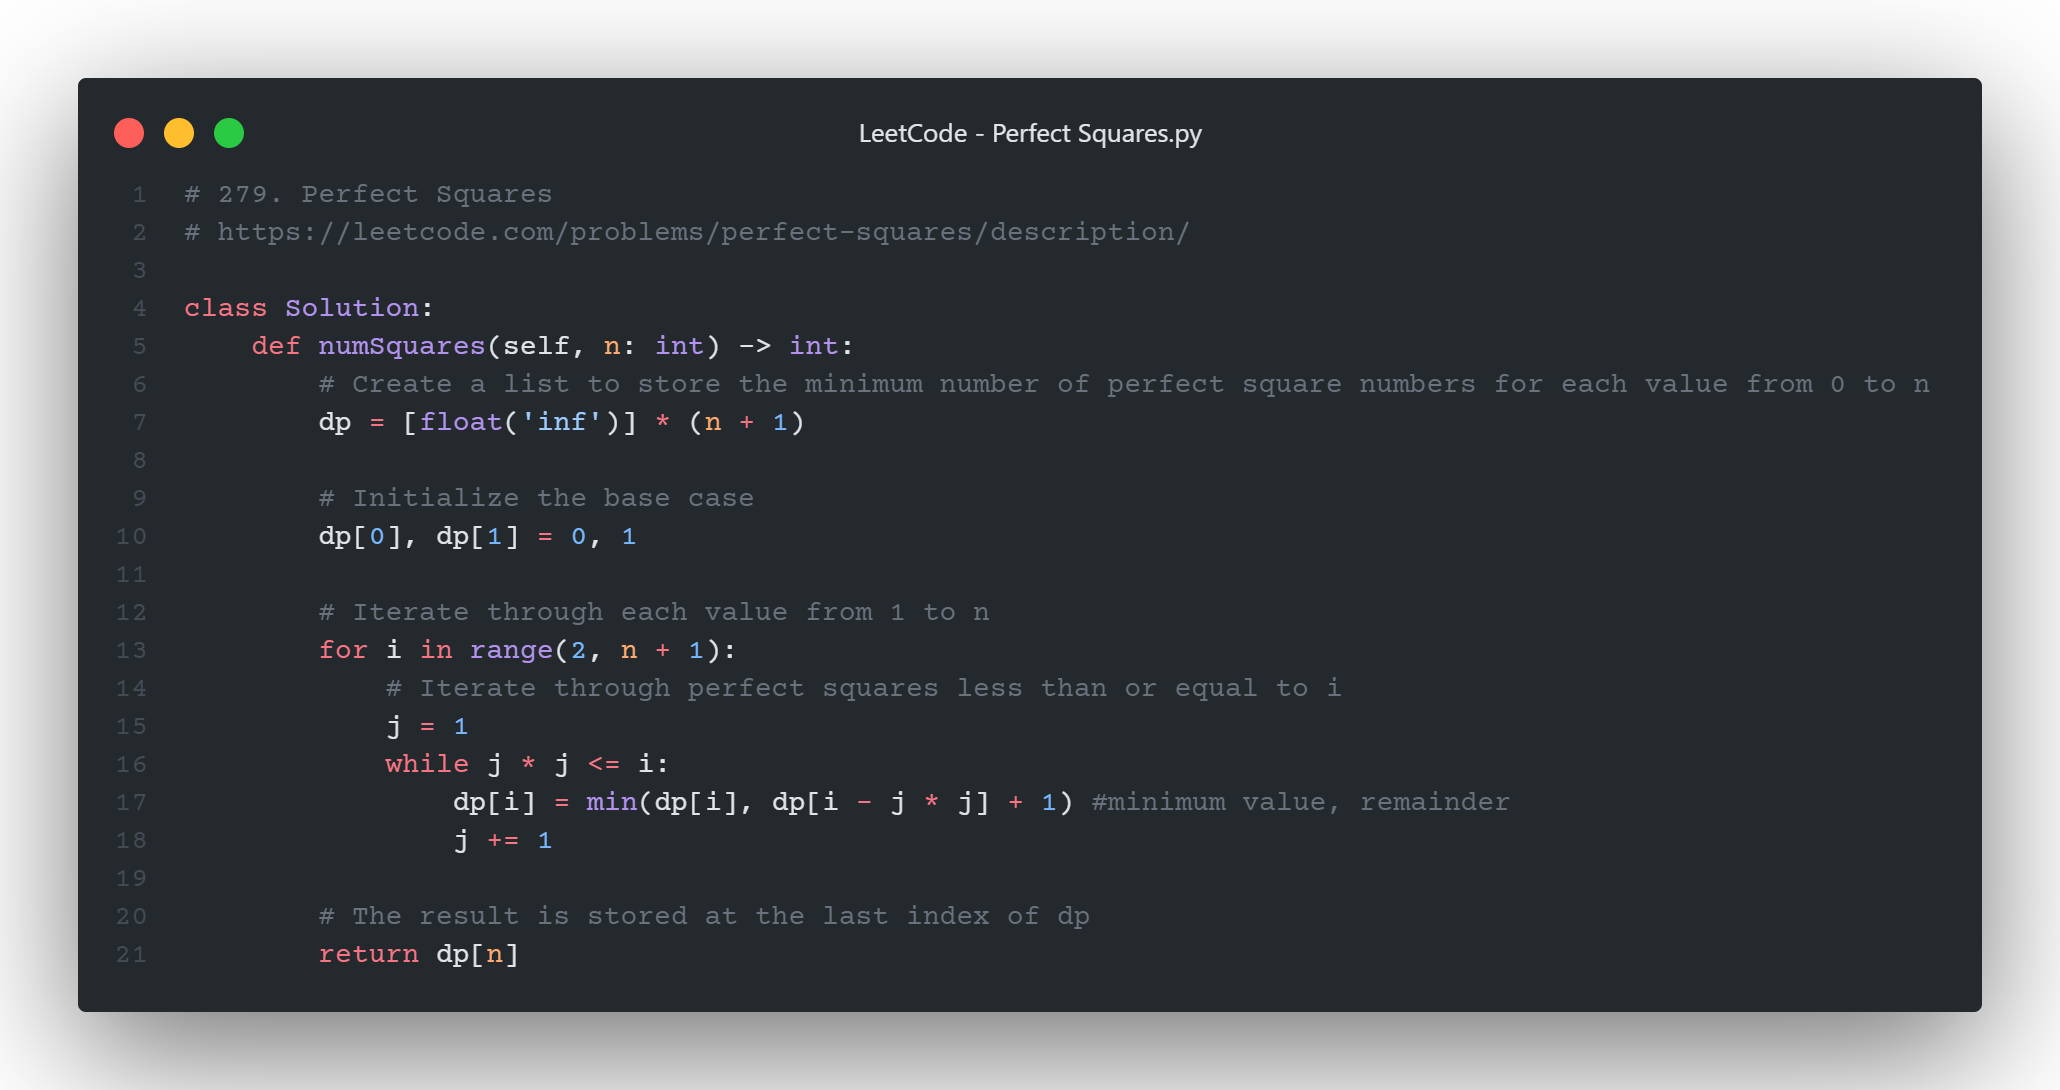 LeetCode - Perfect Squares.py
1 # 279. Perfect Squares
2 # https://leetcode.com/problems/perfect-squares/description/
3
4 class Solution:
5     def numSquares(self, n: int) -> int:
6         # Create a list to store the minimum number of perfect square numbers for each value from 0 to n
7         dp = [float('inf')] * (n + 1)
8
9         # Initialize the base case
10         dp[0], dp[1] = 0, 1
11
12         # Iterate through each value from 1 to n
13         for i in range(2, n + 1):
14             # Iterate through perfect squares less than or equal to i
15             j = 1
16             while j * j <= i:
17                 dp[i] = min(dp[i], dp[i - j * j] + 1) #minimum value, remainder
18                 j += 1
19
20         # The result is stored at the last index of dp
21         return dp[n]